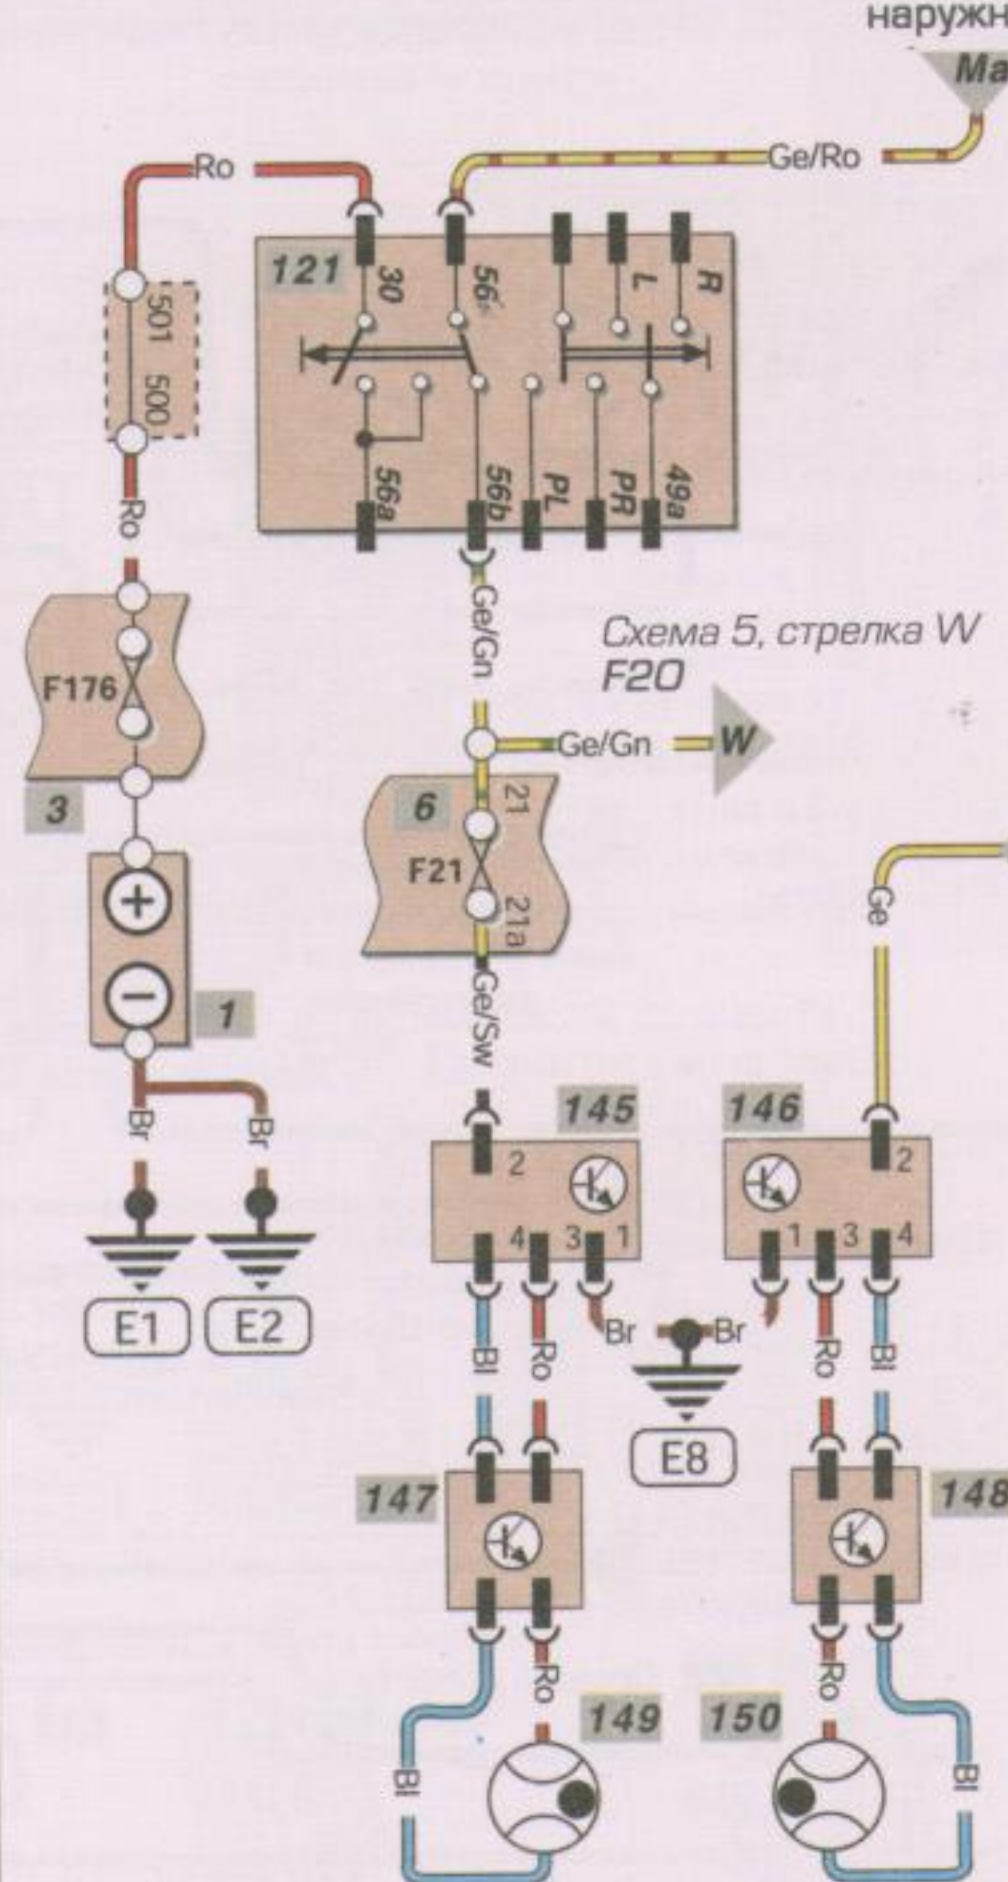 наружн
Ma
Ro
Ge/Ro
121
30
56
L
R
501
500
56a
56b
PL
PR
49a
Ro
Ge/Gn
Схема 5, стрелка W
F20
F176
Ge/Gn
W
3
6
21
F21
21a
Ge
+
−
1
Ge/Sw
Br
Br
145
146
2
2
4
3
1
1
3
4
E1
E2
Br
Br
Bl
Ro
Ro
Bl
E8
147
148
Ro
Ro
149
150
Bl
Bl